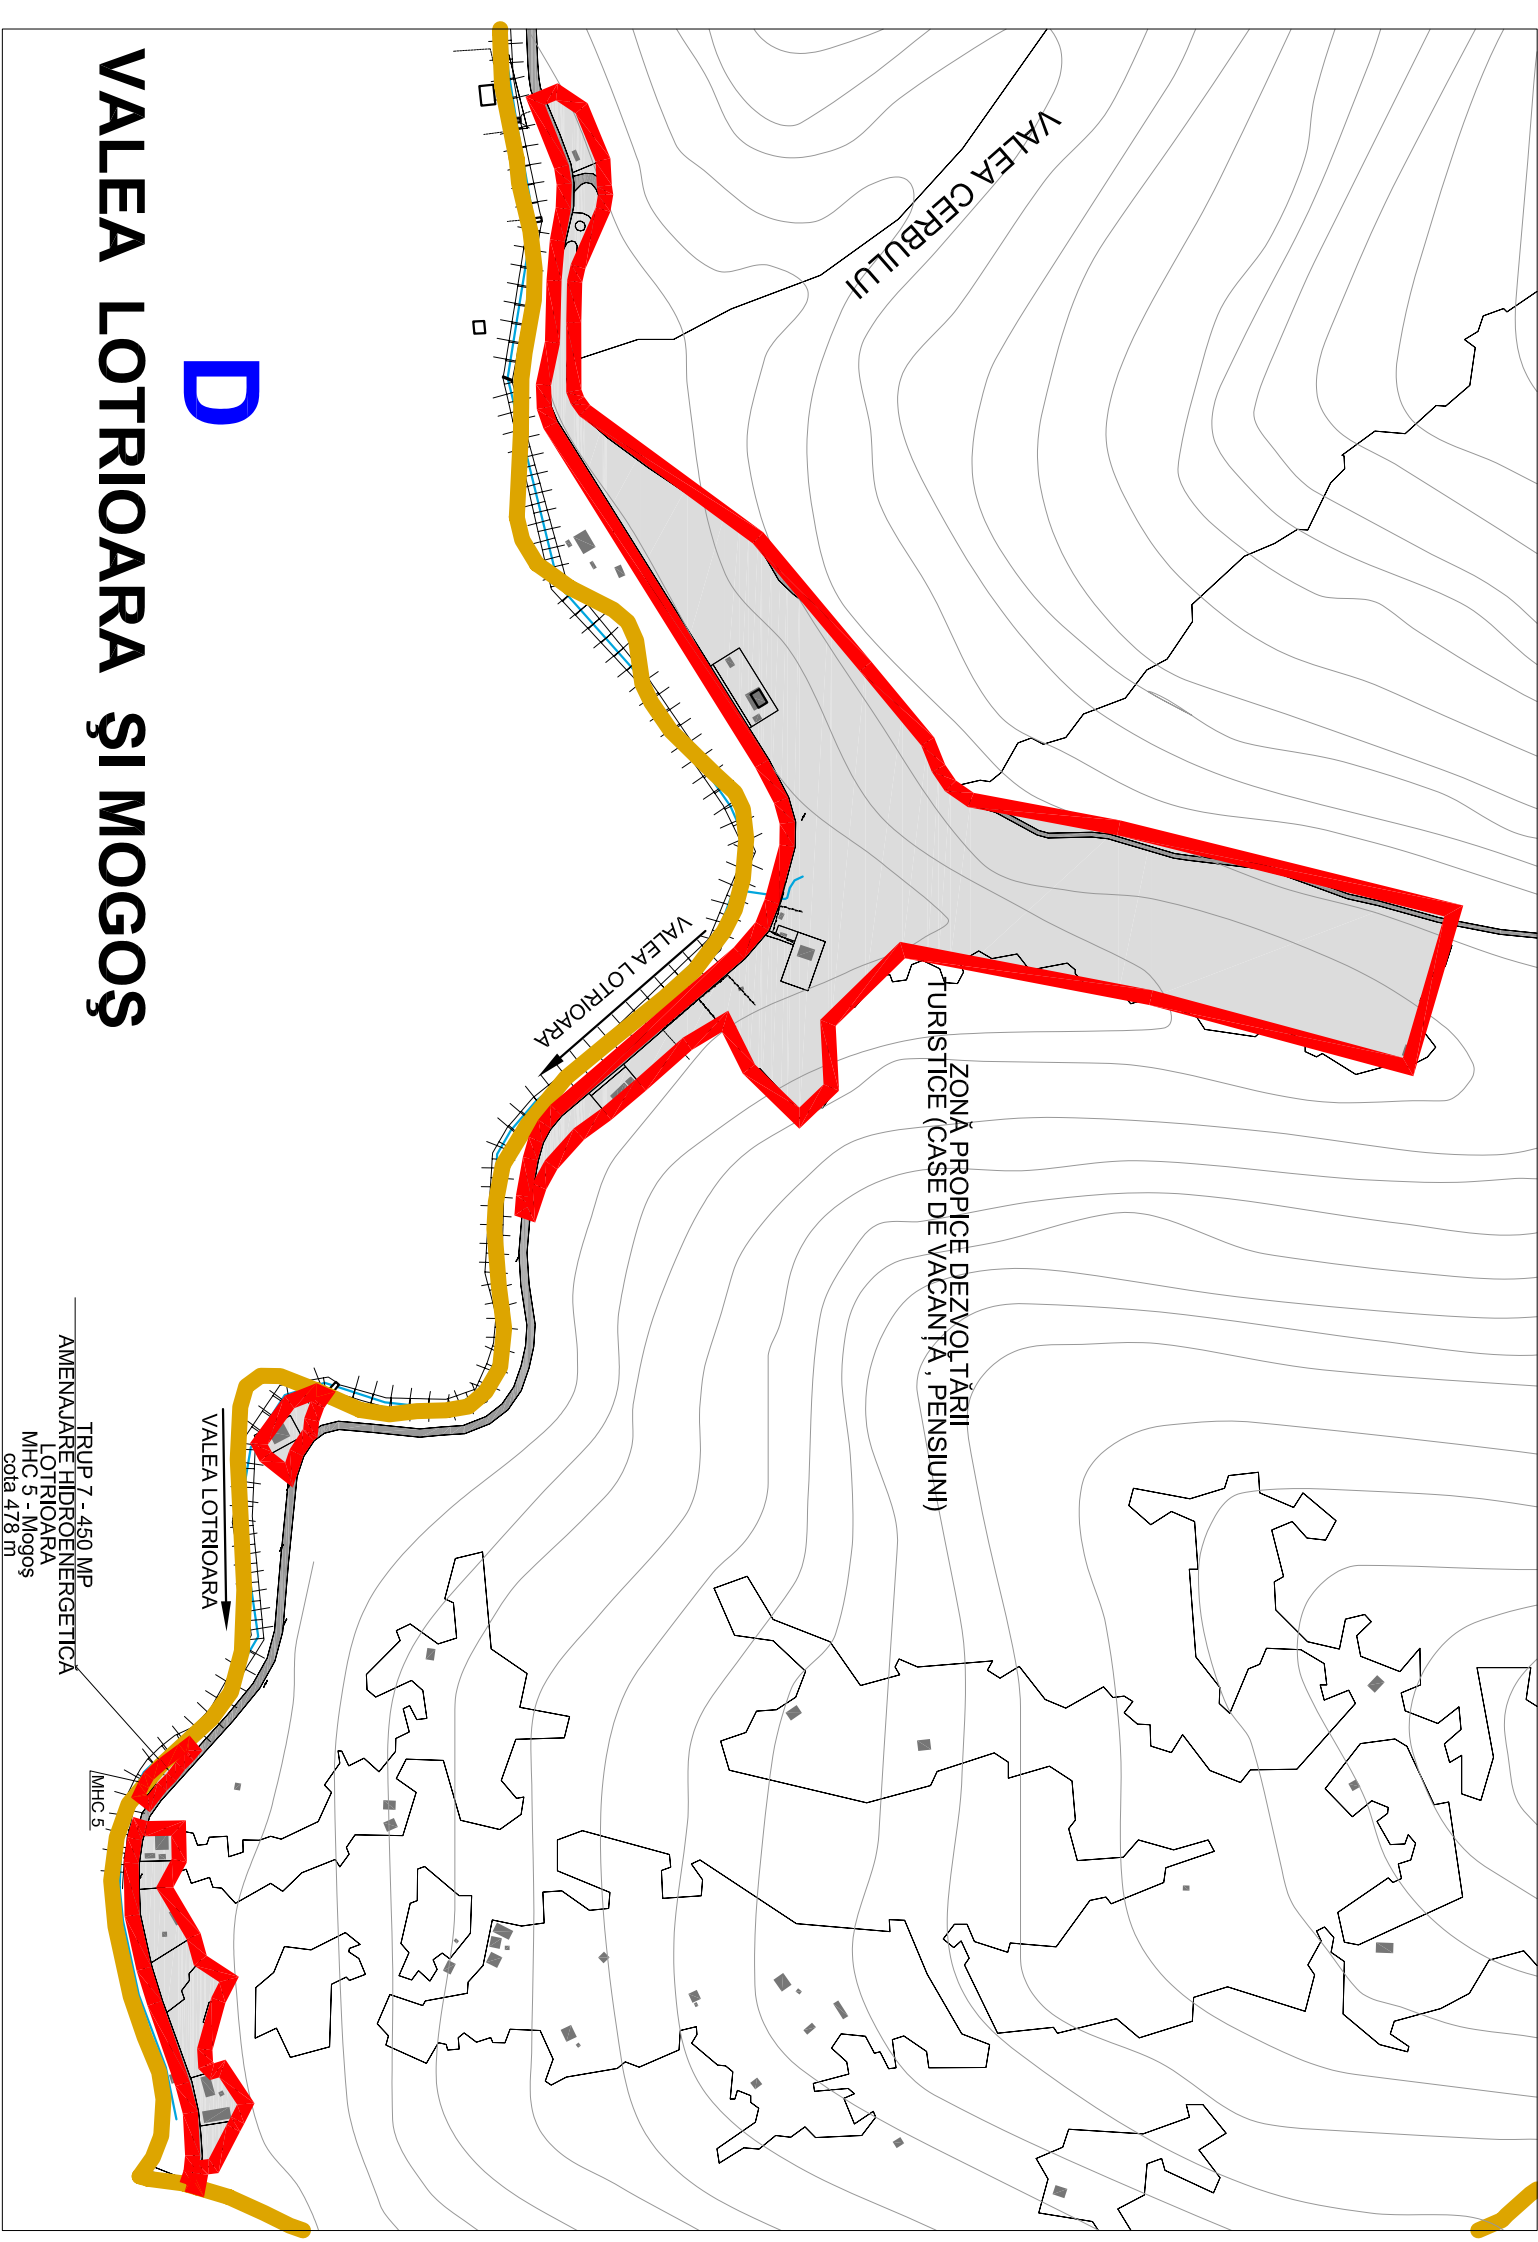 VALEA CERBULUI
ZONĂ PROPICE DEZVOLTĂRII
TURISTICE (CASE DE VACANȚA , PENSIUNI)
VALEA LOTRIOARA
VALEA LOTRIOARA
D
VALEA LOTRIOARA ŞI MOGOŞ
MHC 5
TRUP 7 - 450 MP
AMENAJARE HIDROENERGETICĂ
LOTRIOARA
MHC 5 - Mogoş
cota 478 m